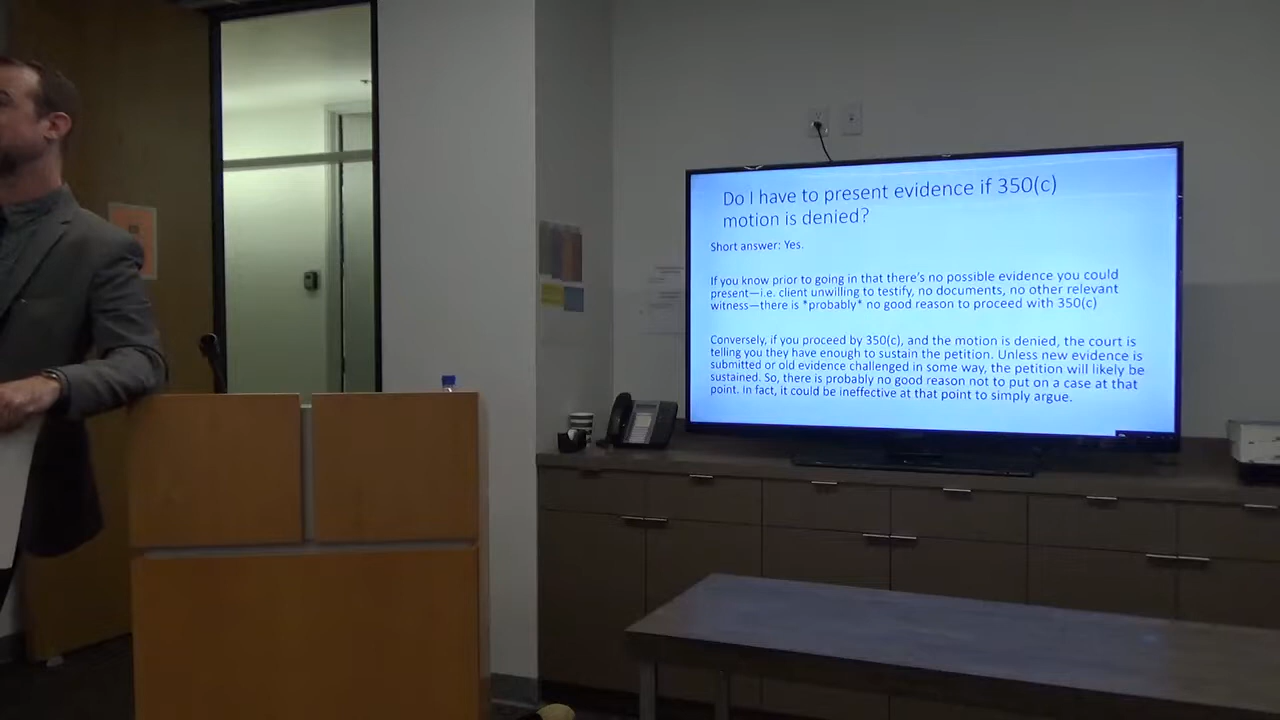 Do I have to present evidence if 350(c)
motion is denied?
Short answer: Yes.
If you know prior to going in that there's no possible evidence you could
present—i.e. client unwilling to testify, no documents, no other relevant
witness—there is *probably* no good reason to proceed with 350(c)
Conversely, if you proceed by 350(c), and the motion is denied, the court is
telling you they have enough to sustain the petition. Unless new evidence is
submitted or old evidence challenged in some way, the petition will likely be
sustained. So, there is probably no good reason not to put on a case at that
point. In fact, it could be ineffective at that point to simply argue.